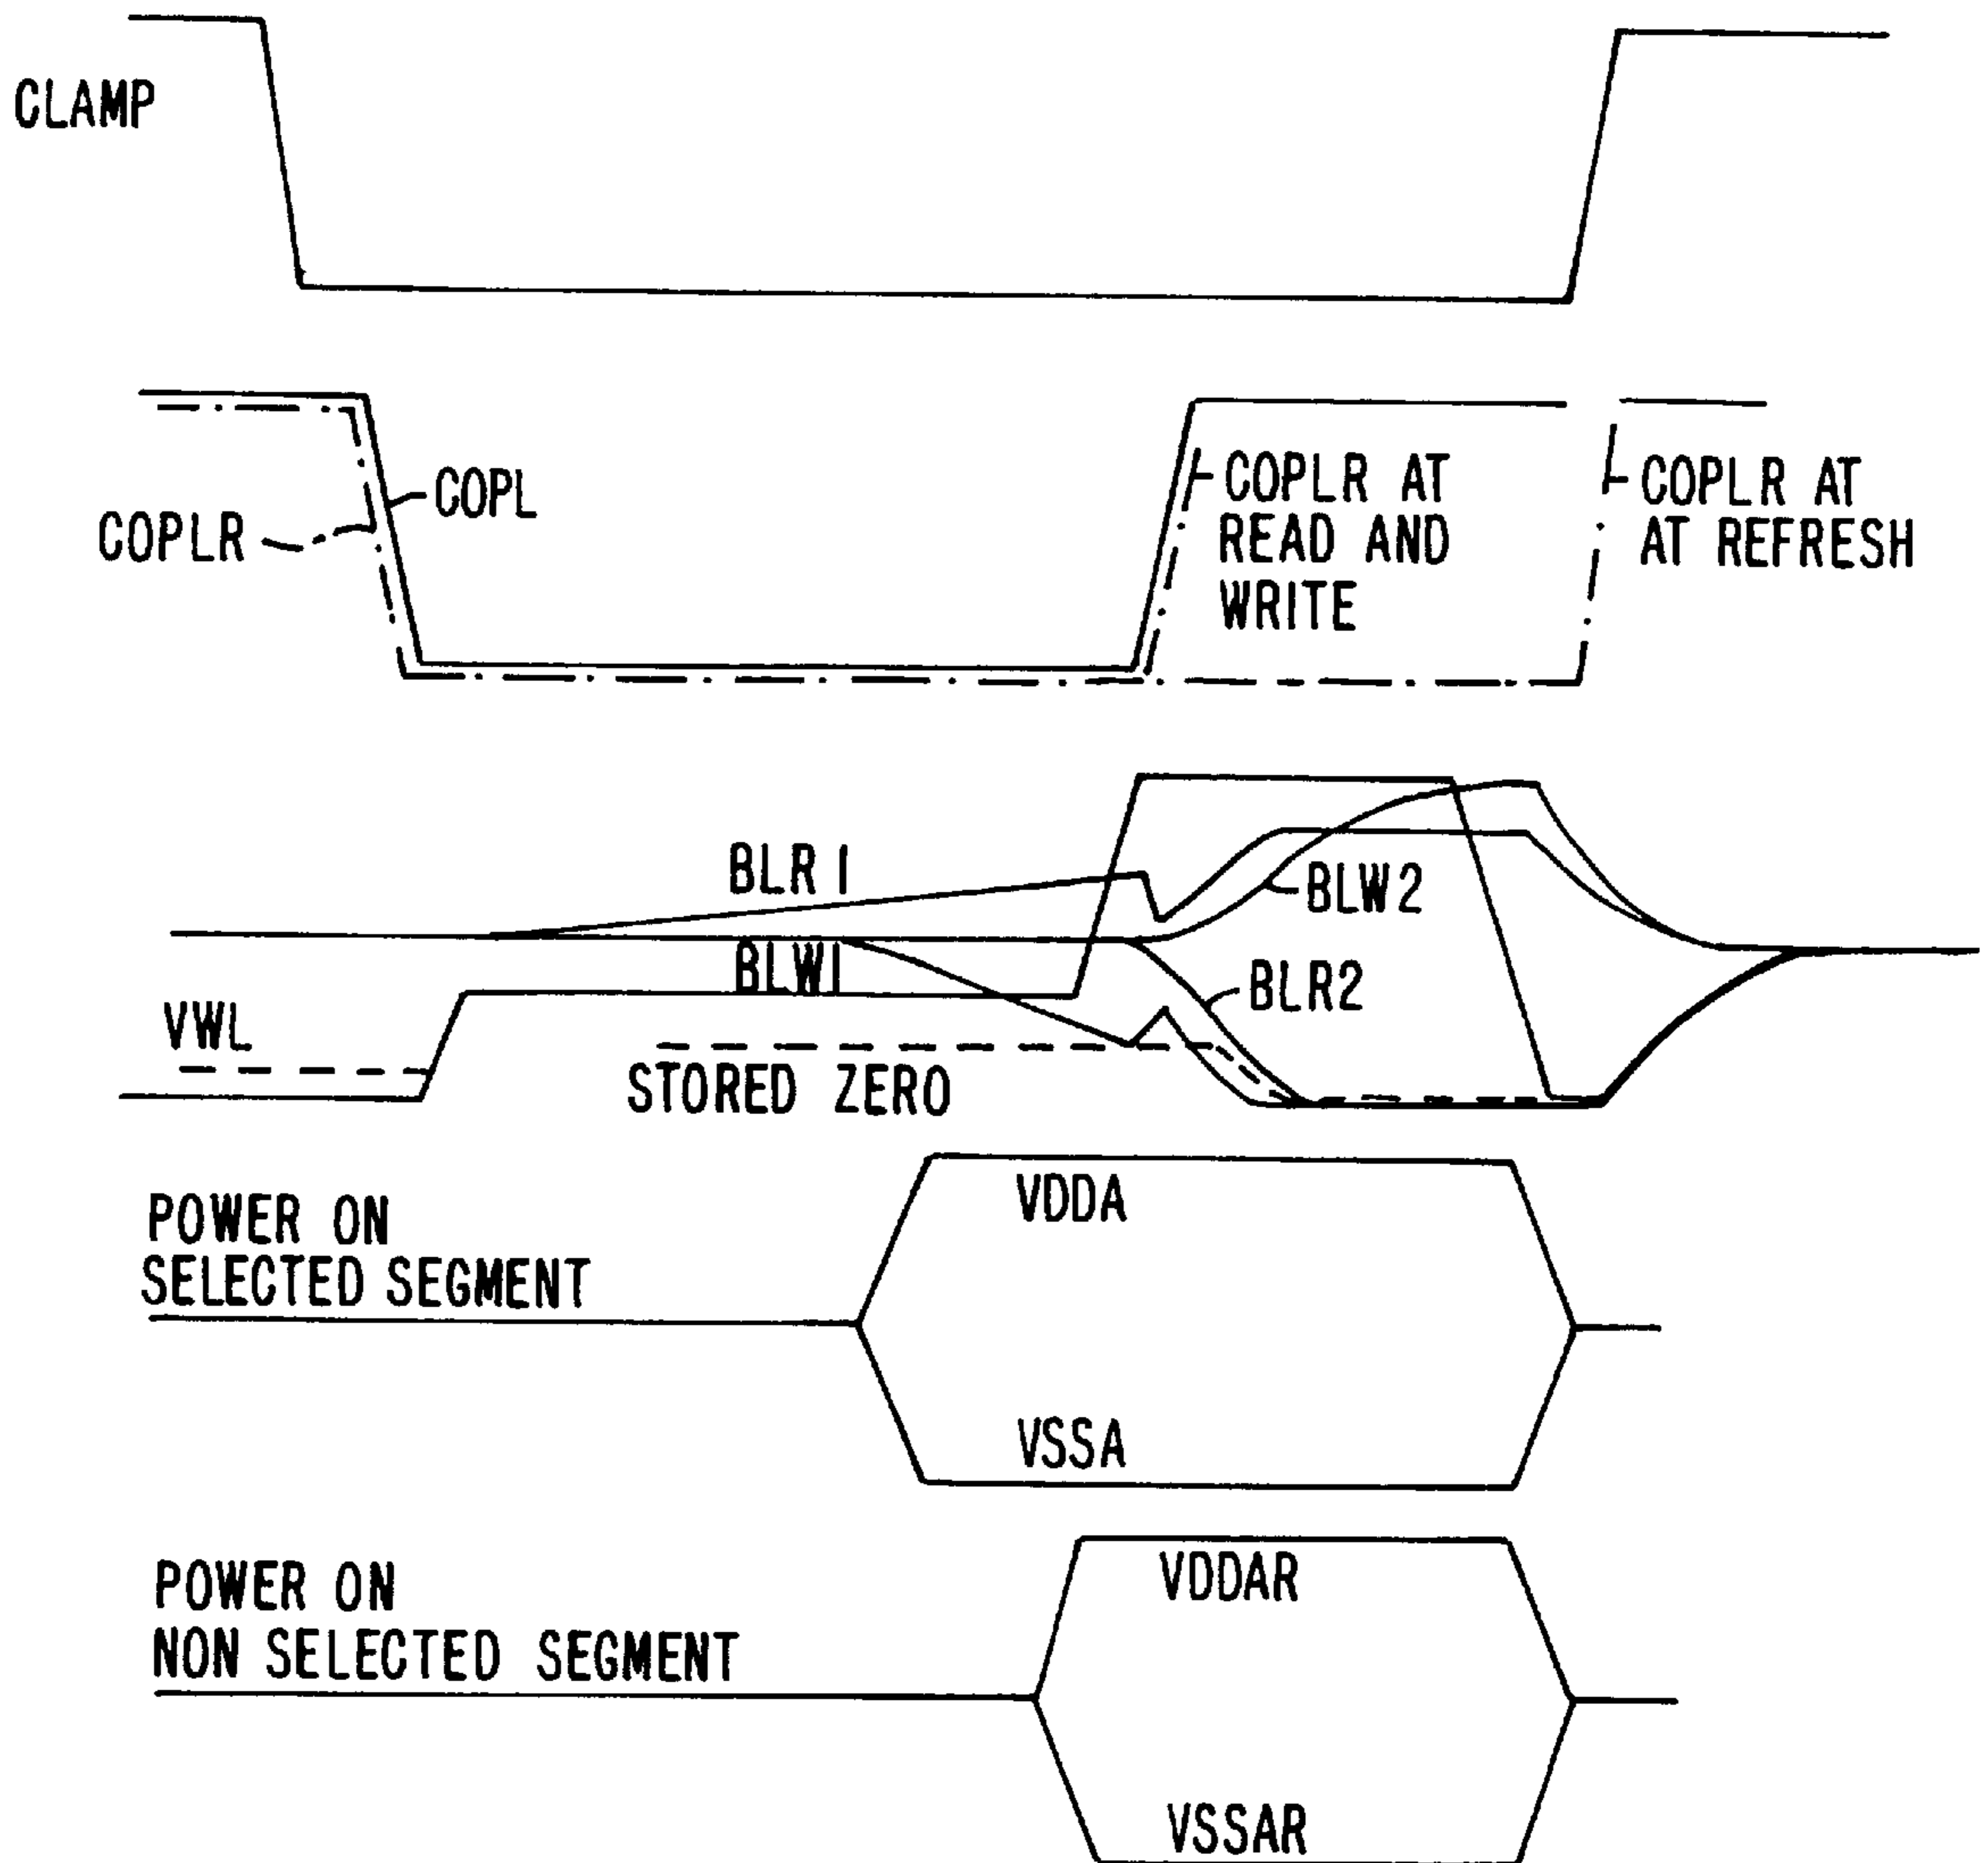 CLAMP
COPL
COPLR
COPLR AT
READ AND
WRITE
COPLR AT
AT REFRESH
BLR1
BLW2
BLW1
BLR2
VWL
STORED ZERO
POWER ON
SELECTED SEGMENT
VDDA
VSSA
POWER ON
NON SELECTED SEGMENT
VDDAR
VSSAR